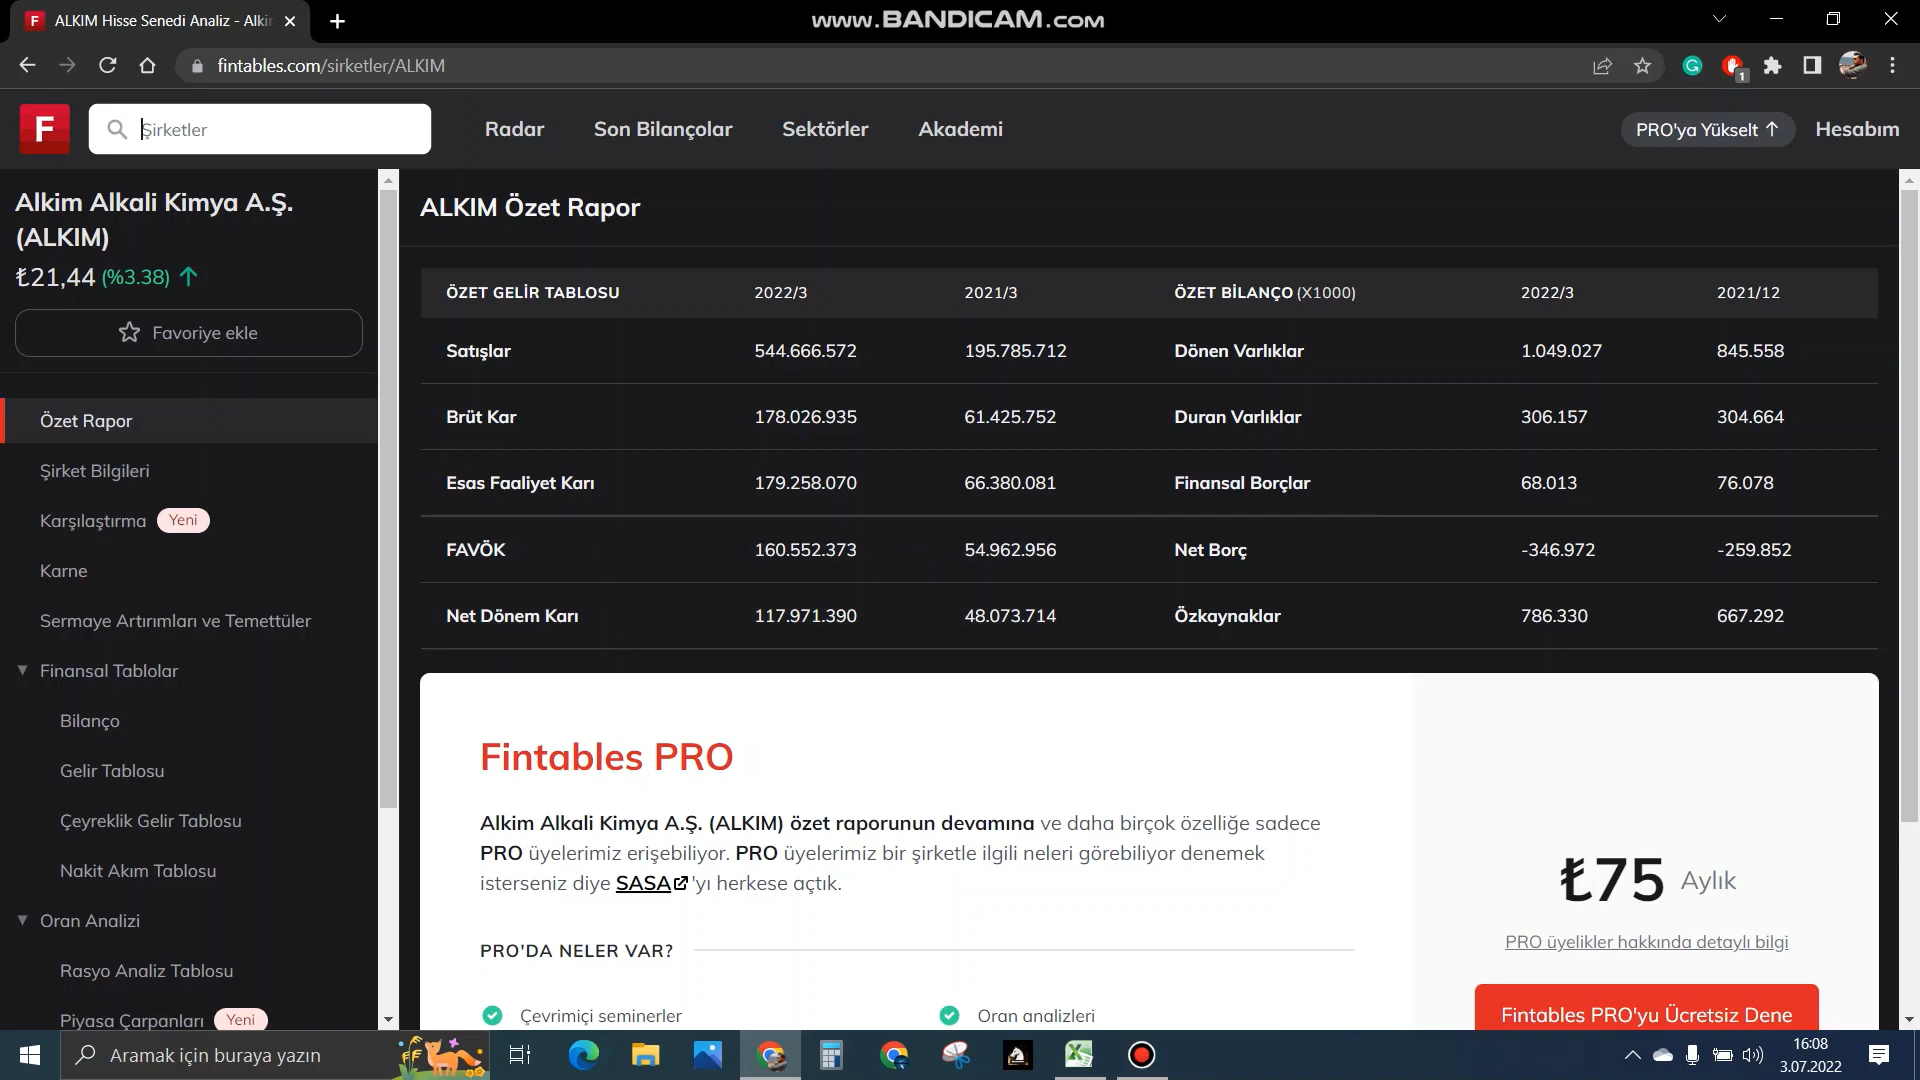 ALKIM Hisse Senedi Analiz - Alki
www.BANDICAM.com
fintables.com/sirketler/ALKIM
1
F
Şirketler
Radar
Son Bilançolar
Sektörler
Akademi
PRO'ya Yükselt ↑
Hesabım
Alkim Alkali Kimya A.Ş.
(ALKIM)
₺21,44 (%3.38) ↑
Favoriye ekle
Özet Rapor
Şirket Bilgileri
Karşılaştırma Yeni
Karne
Sermaye Artırımları ve Temettüler
Finansal Tablolar
Bilanço
Gelir Tablosu
Çeyreklik Gelir Tablosu
Nakit Akım Tablosu
Oran Analizi
Rasyo Analiz Tablosu
Piyasa Çarpanları Yeni
ALKIM Özet Rapor
ÖZET GELİR TABLOSU 2022/3 2021/3 ÖZET BİLANÇO (X1000) 2022/3 2021/12
Satışlar 544.666.572 195.785.712 Dönen Varlıklar 1.049.027 845.558
Brüt Kar 178.026.935 61.425.752 Duran Varlıklar 306.157 304.664
Esas Faaliyet Karı 179.258.070 66.380.081 Finansal Borçlar 68.013 76.078
FAVÖK 160.552.373 54.962.956 Net Borç -346.972 -259.852
Net Dönem Karı 117.971.390 48.073.714 Özkaynaklar 786.330 667.292
Fintables PRO
Alkim Alkali Kimya A.Ş. (ALKIM) özet raporunun devamına ve daha birçok özelliğe sadece
PRO üyelerimiz erişebiliyor. PRO üyelerimiz bir şirketle ilgili neleri görebiliyor denemek
isterseniz diye SASA 'yı herkese açtık.
PRO'DA NELER VAR?
Çevrimiçi seminerler
Oran analizleri
₺75 Aylık
PRO üyelikler hakkında detaylı bilgi
Fintables PRO'yu Ücretsiz Dene
Aramak için buraya yazın
16:08
3.07.2022